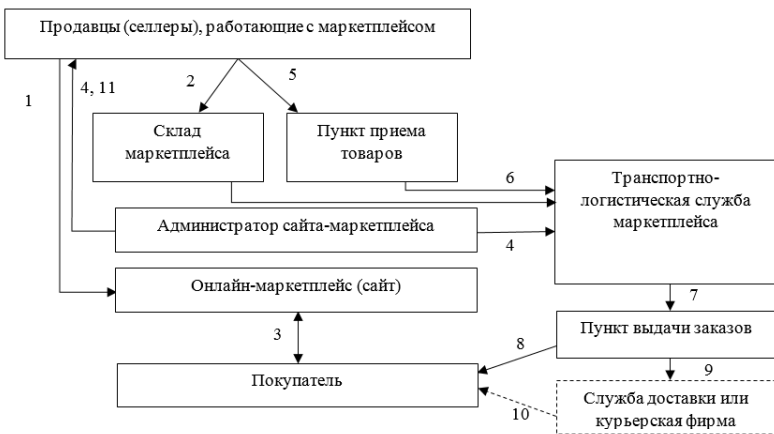 Продавцы (селлеры), работающие с маркетплейсом
1
4, 11
2
5
Склад
маркетплейса
Пункт приема
товаров
6
Транспортно-
логистическая служба
маркетплейса
Администратор сайта-маркетплейса
4
Онлайн-маркетплейс (сайт)
7
3
Пункт выдачи заказов
8
9
Покупатель
10
Служба доставки или
курьерская фирма